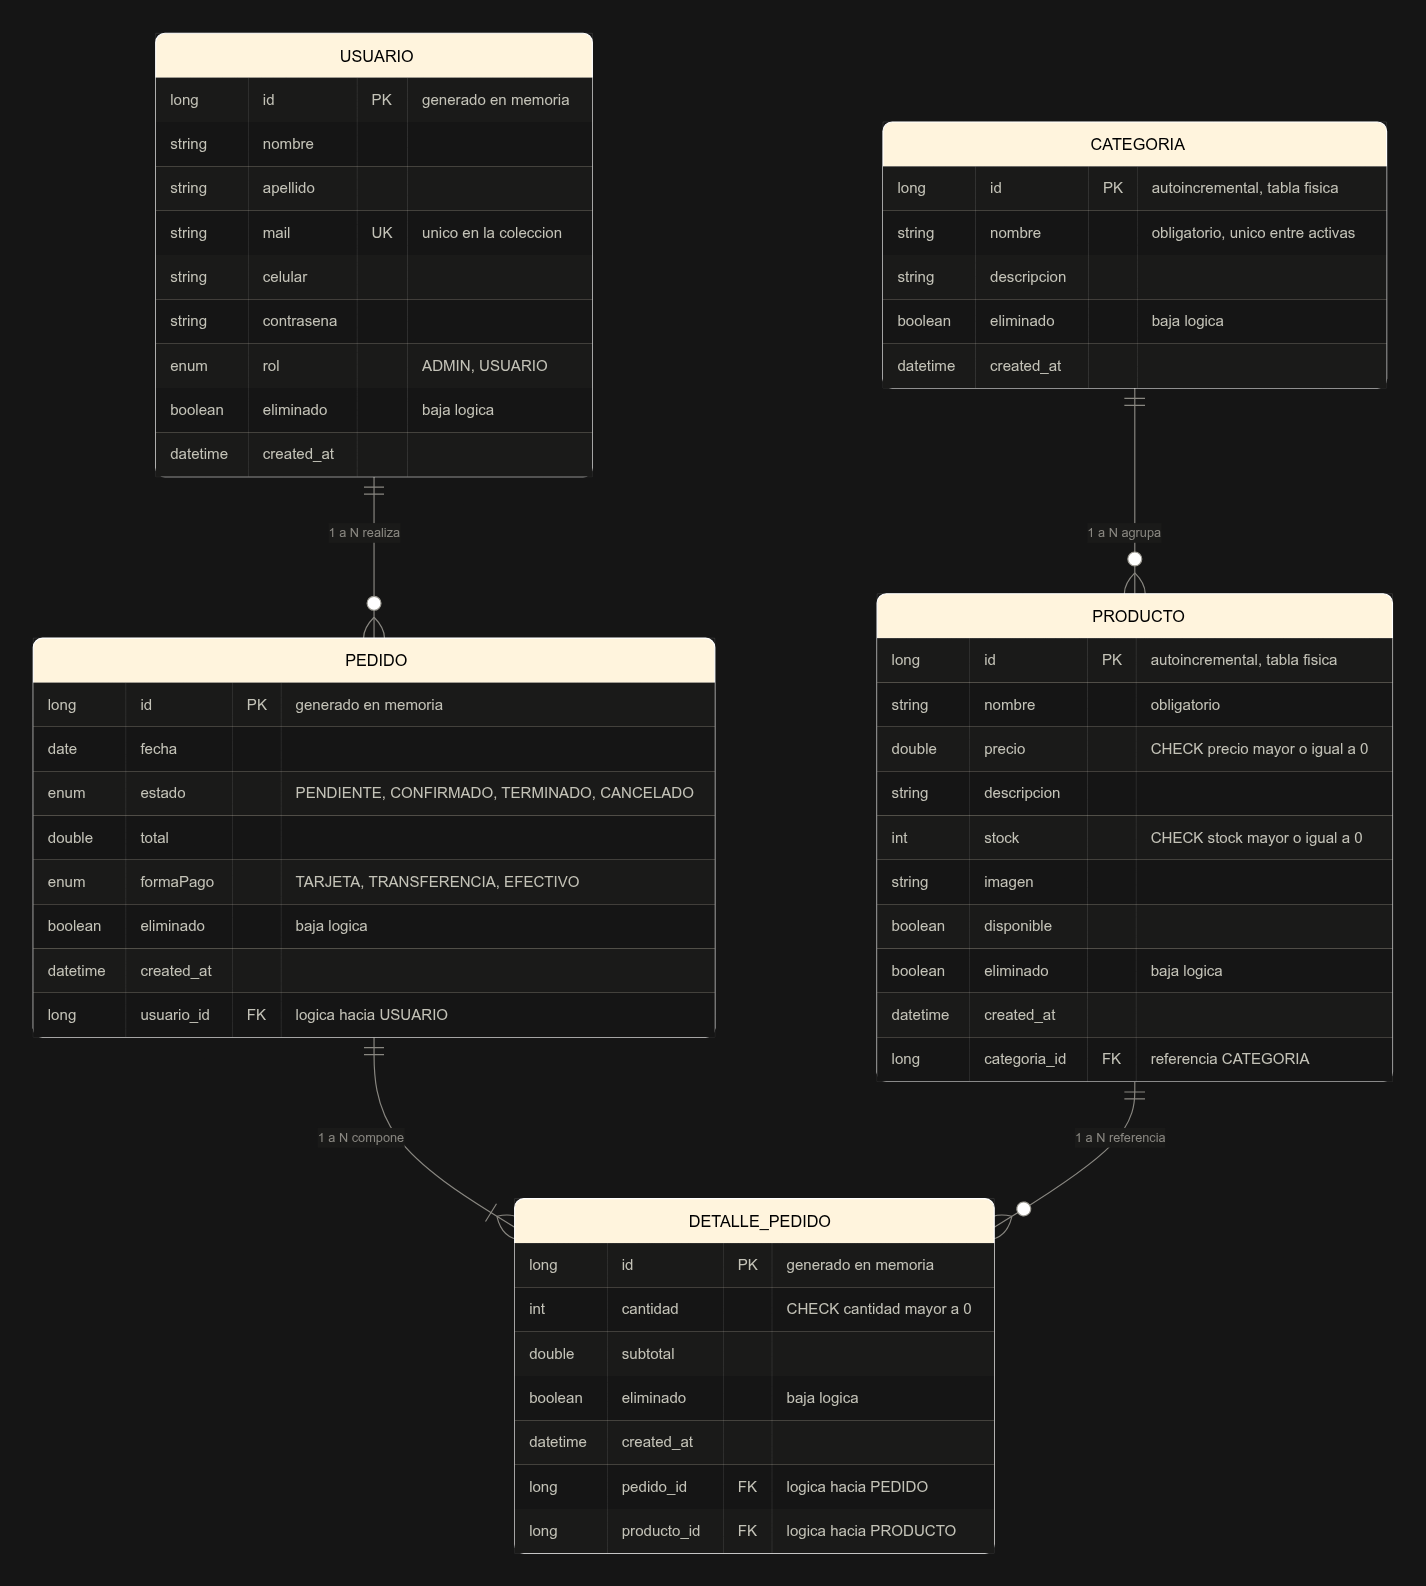 USUARIO
long id PK generado en memoria
string nombre
string apellido
string mail UK unico en la coleccion
string celular
string contrasena
enum rol ADMIN, USUARIO
boolean eliminado baja logica
datetime created_at
CATEGORIA
long id PK autoincremental, tabla fisica
string nombre obligatorio, unico entre activas
string descripcion
boolean eliminado baja logica
datetime created_at
1 a N realiza
1 a N agrupa
PEDIDO
long id PK generado en memoria
date fecha
enum estado PENDIENTE, CONFIRMADO, TERMINADO, CANCELADO
double total
enum formaPago TARJETA, TRANSFERENCIA, EFECTIVO
boolean eliminado baja logica
datetime created_at
long usuario_id FK logica hacia USUARIO
PRODUCTO
long id PK autoincremental, tabla fisica
string nombre obligatorio
double precio CHECK precio mayor o igual a 0
string descripcion
int stock CHECK stock mayor o igual a 0
string imagen
boolean disponible
boolean eliminado baja logica
datetime created_at
long categoria_id FK referencia CATEGORIA
1 a N compone
1 a N referencia
DETALLE_PEDIDO
long id PK generado en memoria
int cantidad CHECK cantidad mayor a 0
double subtotal
boolean eliminado baja logica
datetime created_at
long pedido_id FK logica hacia PEDIDO
long producto_id FK logica hacia PRODUCTO